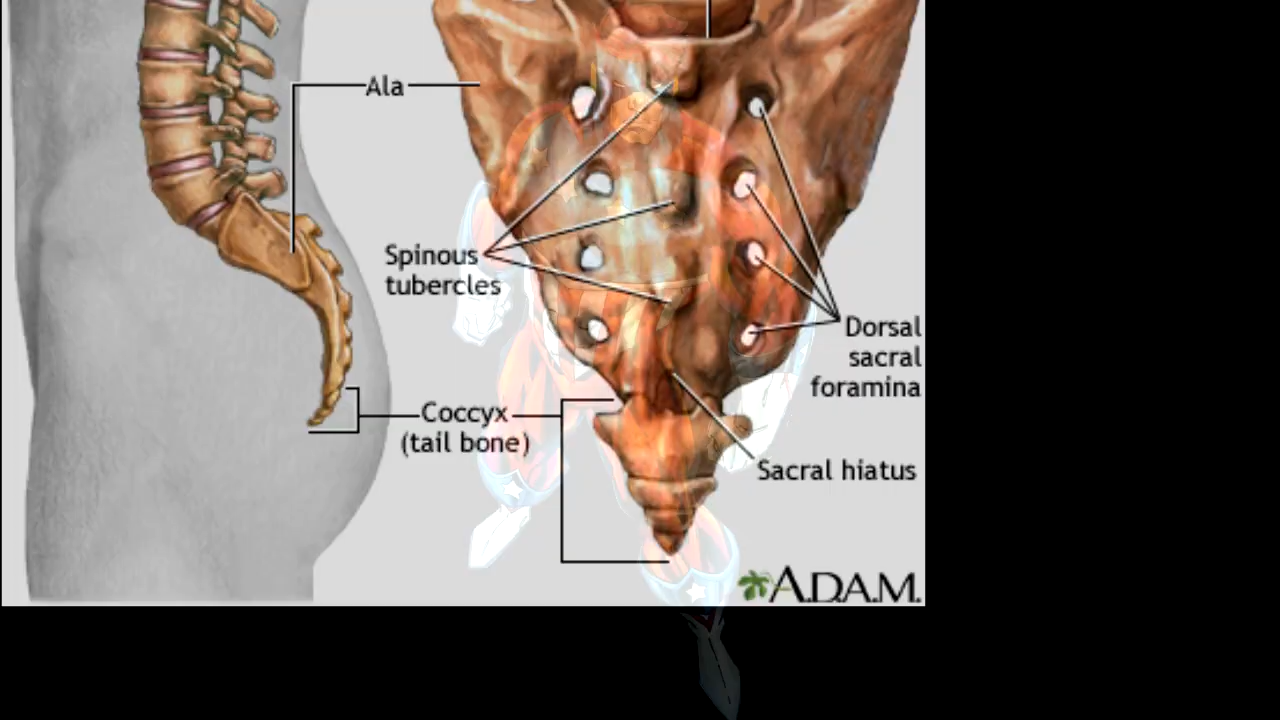 Ala
Spinous
tubercles
Dorsal
sacral
foramina
Coccyx
(tail bone)
Sacral hiatus
A.D.A.M.